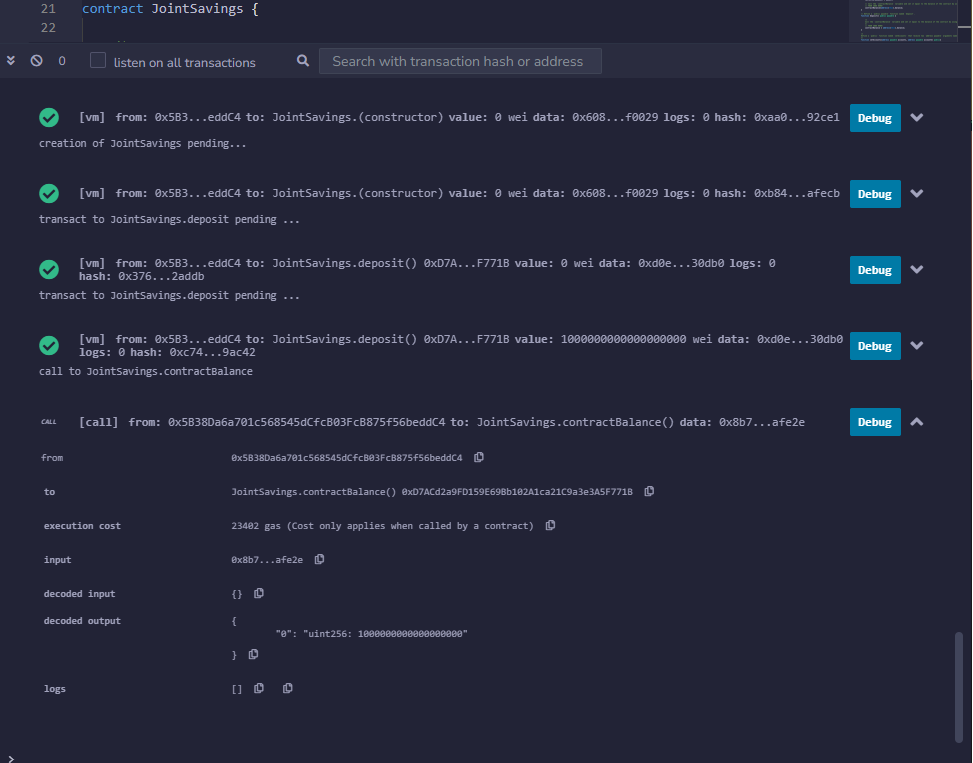 21 contract JointSavings {
22
0 listen on all transactions Search with transaction hash or address
[vm] from: 0x5B3...eddC4 to: JointSavings.(constructor) value: 0 wei data: 0x608...f0029 logs: 0 hash: 0xaa0...92ce1 Debug
creation of JointSavings pending...
[vm] from: 0x5B3...eddC4 to: JointSavings.(constructor) value: 0 wei data: 0x608...f0029 logs: 0 hash: 0xb84...afecb Debug
transact to JointSavings.deposit pending ...
[vm] from: 0x5B3...eddC4 to: JointSavings.deposit() 0xD7A...F771B value: 0 wei data: 0xd0e...30db0 logs: 0
hash: 0x376...2addb Debug
transact to JointSavings.deposit pending ...
[vm] from: 0x5B3...eddC4 to: JointSavings.deposit() 0xD7A...F771B value: 1000000000000000000 wei data: 0xd0e...30db0
logs: 0 hash: 0xc74...9ac42 Debug
call to JointSavings.contractBalance
CALL [call] from: 0x5B38Da6a701c568545dCfcB03FcB875f56beddC4 to: JointSavings.contractBalance() data: 0x8b7...afe2e Debug
from 0x5B38Da6a701c568545dCfcB03FcB875f56beddC4
to JointSavings.contractBalance() 0xD7ACd2a9FD159E69Bb102A1ca21C9a3e3A5F771B
execution cost 23402 gas (Cost only applies when called by a contract)
input 0x8b7...afe2e
decoded input {}
decoded output {
"0": "uint256: 1000000000000000000"
}
logs []
>